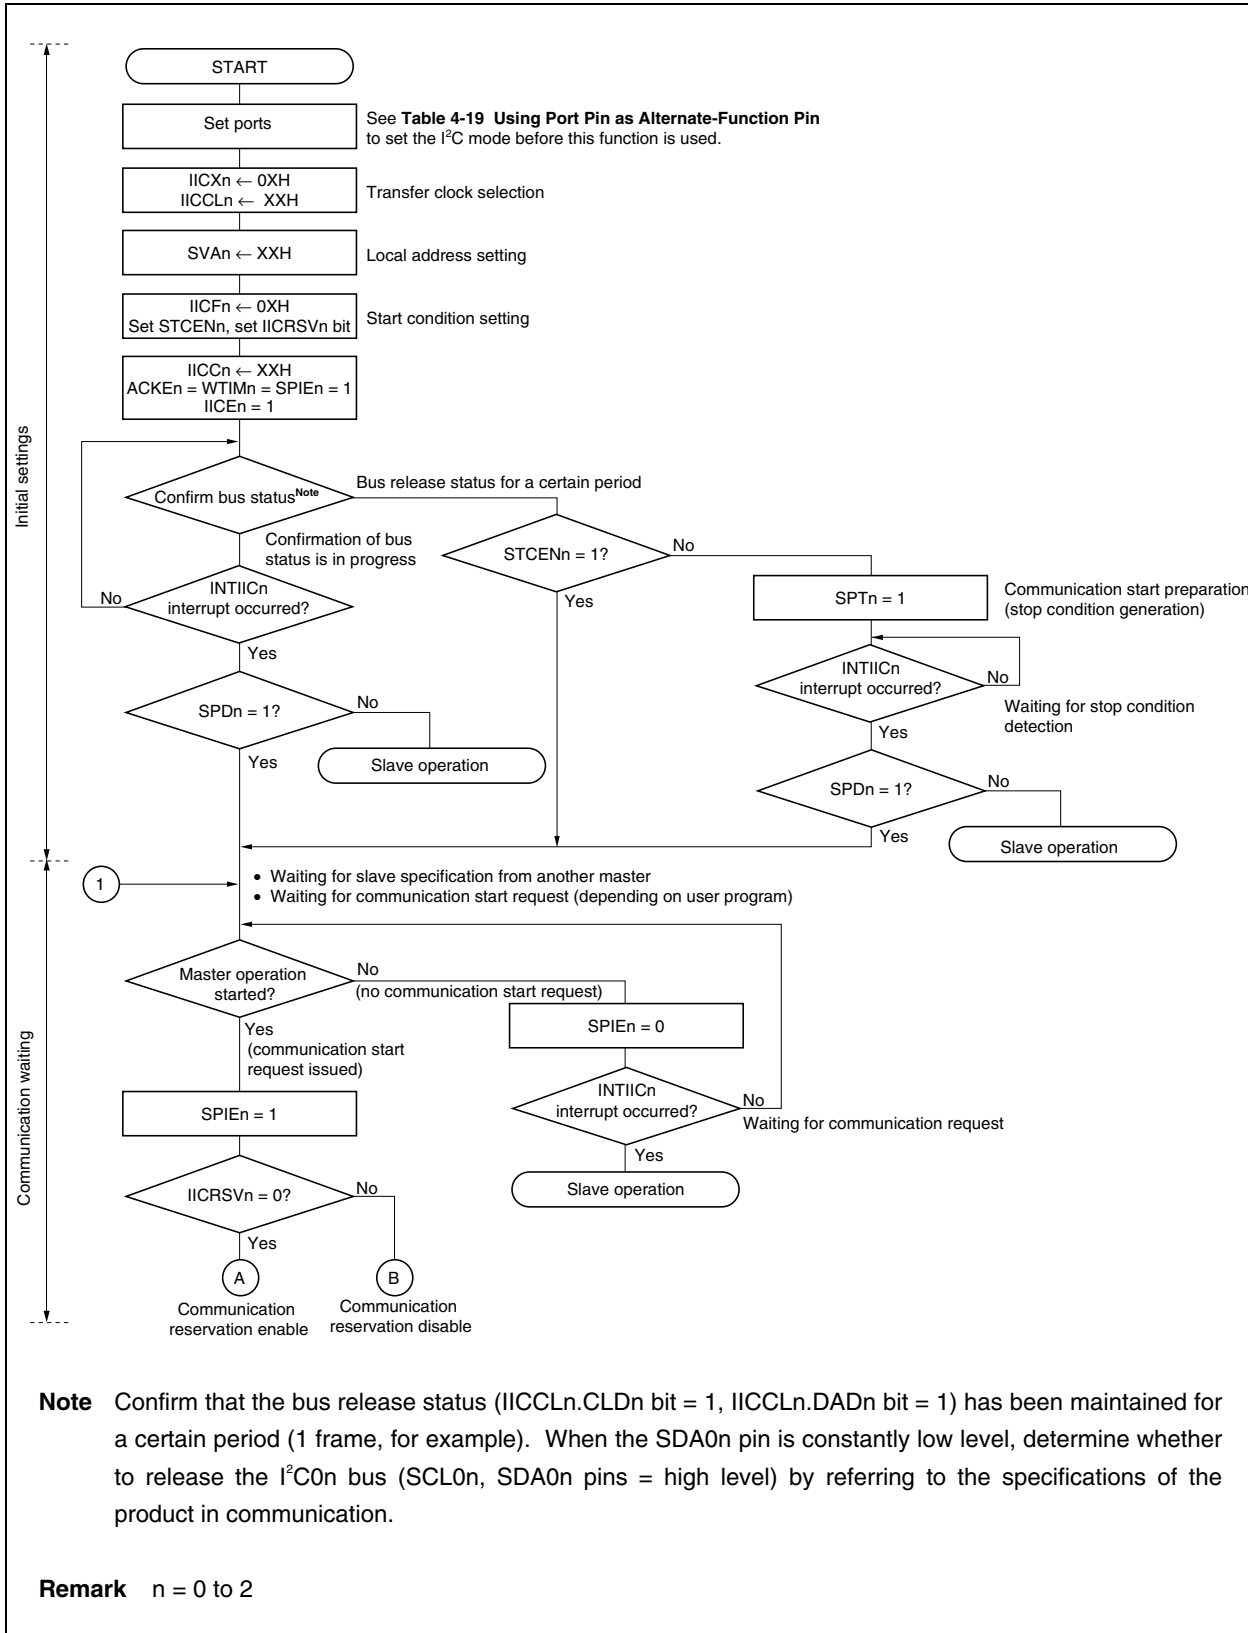 START
Set ports
See Table 4-19 Using Port Pin as Alternate-Function Pin
to set the I²C mode before this function is used.
IICXn ← 0XH
IICCLn ← XXH
Transfer clock selection
SVAn ← XXH
Local address setting
IICFn ← 0XH
Set STCENn, set IICRSVn bit
Start condition setting
IICCn ← XXH
ACKEn = WTIMn = SPIEn = 1
IICEn = 1
Initial settings
Confirm bus status^Note
Bus release status for a certain period
Confirmation of bus
status is in progress
STCENn = 1?
No
Yes
INTIICn
interrupt occurred?
No
Yes
SPTn = 1
Communication start preparation
(stop condition generation)
INTIICn
interrupt occurred?
No
Waiting for stop condition
detection
Yes
SPDn = 1?
No
Yes
Slave operation
SPDn = 1?
No
Yes
Slave operation
Communication waiting
1
• Waiting for slave specification from another master
• Waiting for communication start request (depending on user program)
Master operation
started?
No
(no communication start request)
Yes
(communication start
request issued)
SPIEn = 0
INTIICn
interrupt occurred?
No
Waiting for communication request
Yes
Slave operation
SPIEn = 1
IICRSVn = 0?
No
Yes
A
B
Communication
reservation enable
Communication
reservation disable
Note Confirm that the bus release status (IICCLn.CLDn bit = 1, IICCLn.DADn bit = 1) has been maintained for
a certain period (1 frame, for example). When the SDA0n pin is constantly low level, determine whether
to release the I²C0n bus (SCL0n, SDA0n pins = high level) by referring to the specifications of the
product in communication.
Remark n = 0 to 2